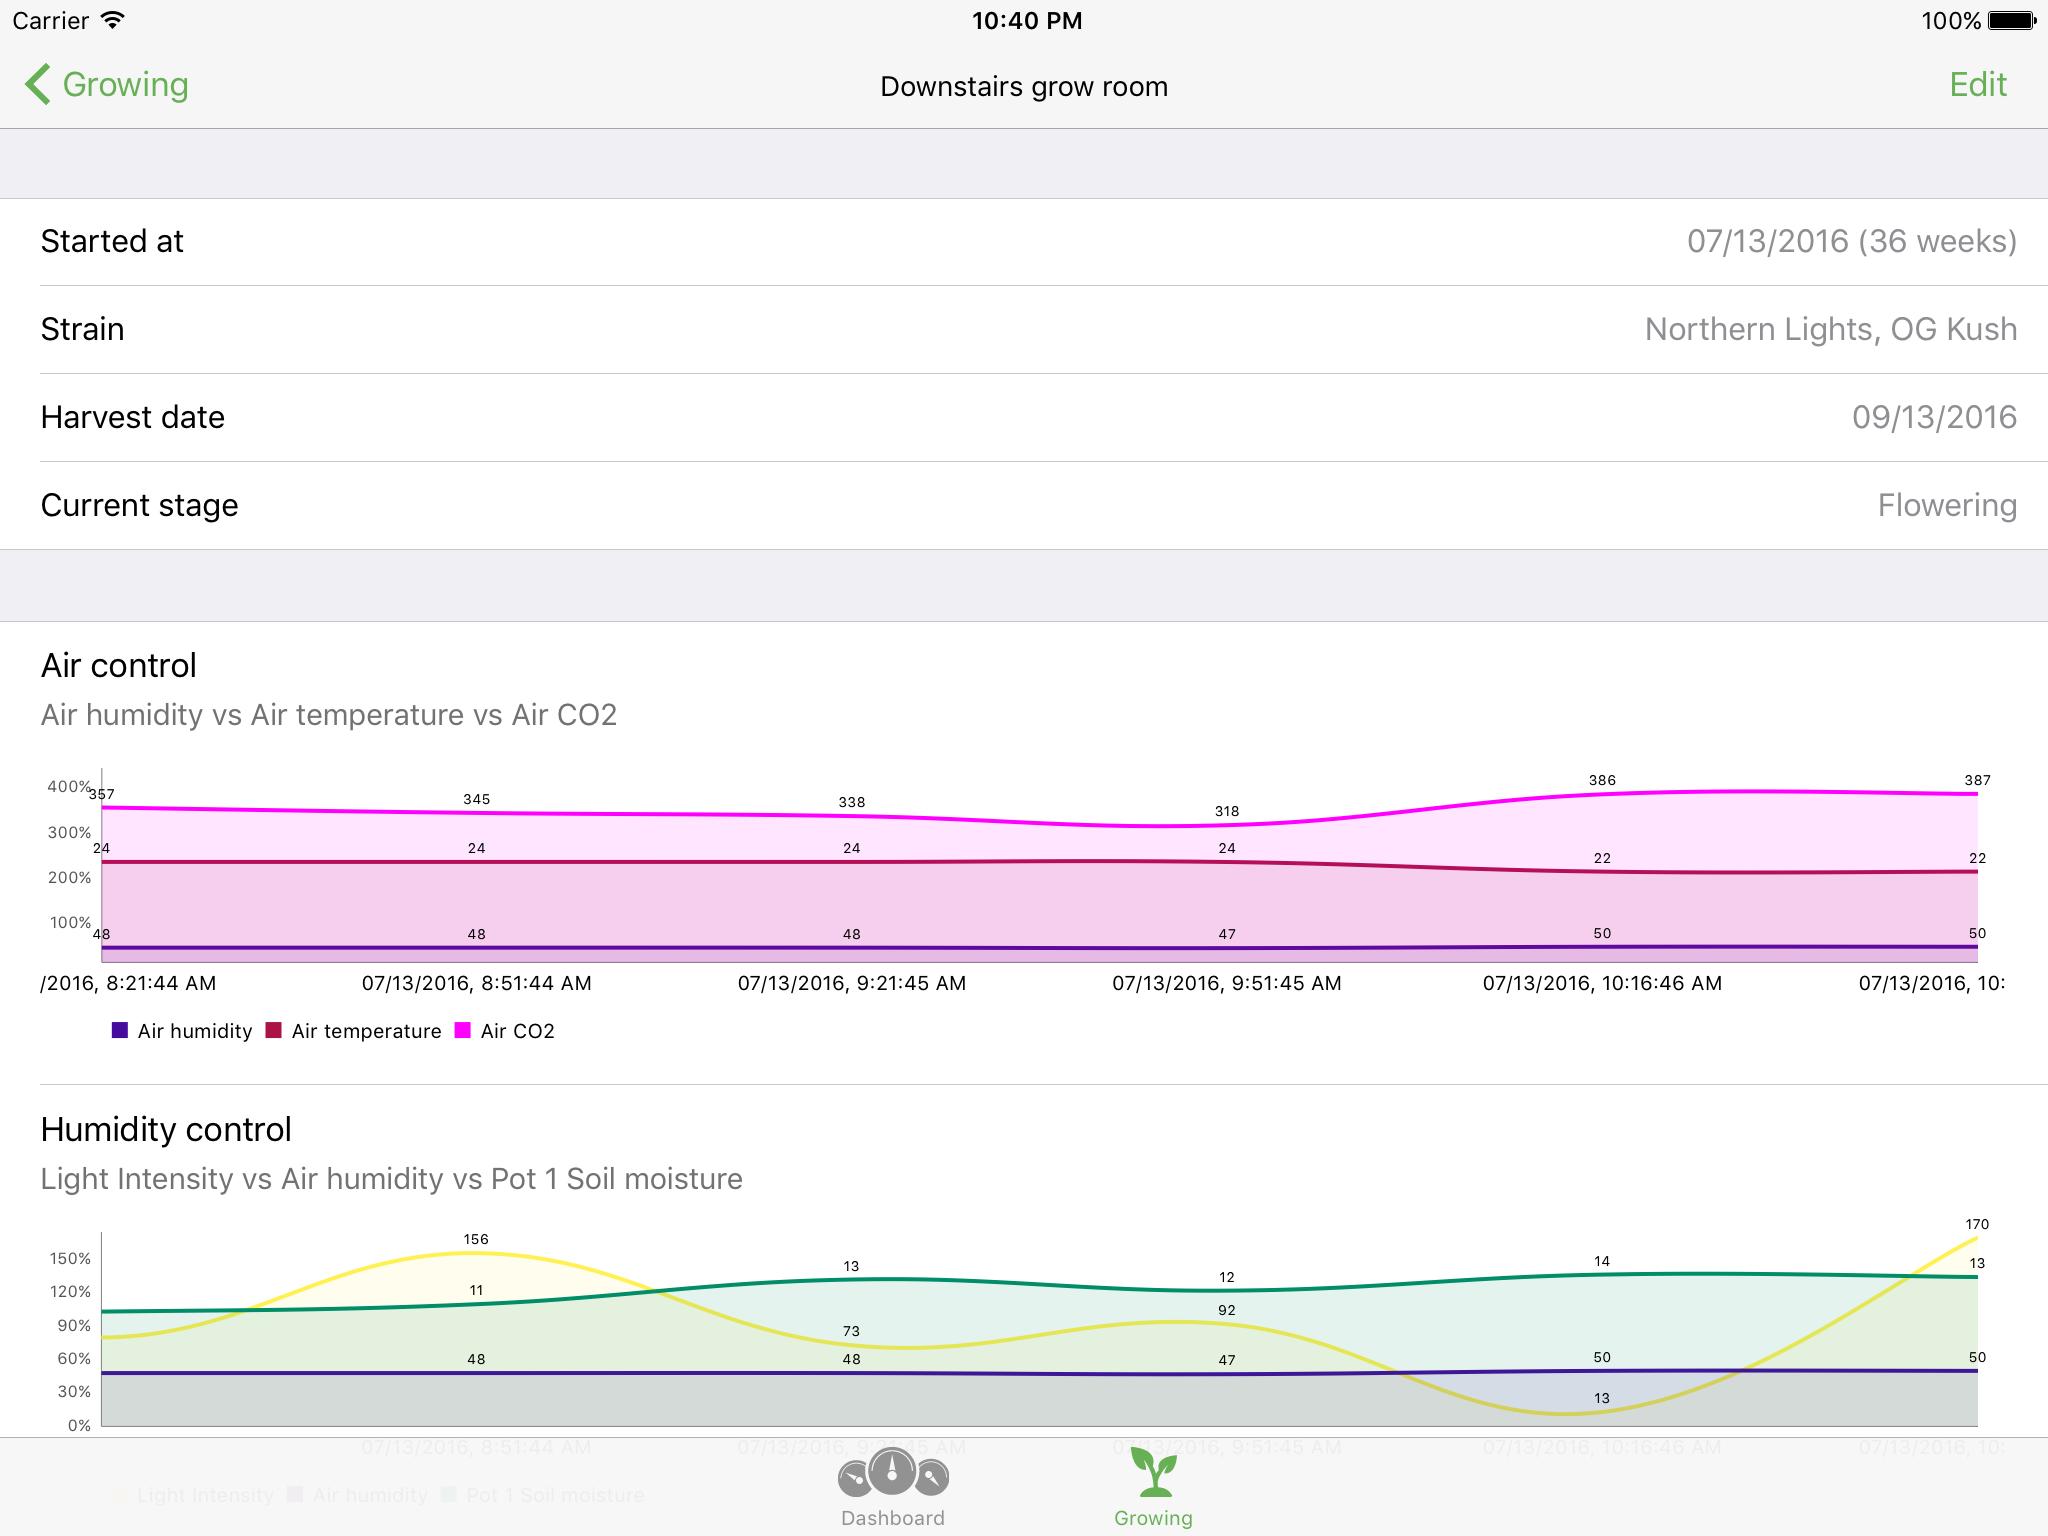 Carrier 10:40 PM 100%
Growing Downstairs grow room Edit
Started at 07/13/2016 (36 weeks)
Strain Northern Lights, OG Kush
Harvest date 09/13/2016
Current stage Flowering
Air control
Air humidity vs Air temperature vs Air CO2
400% 357 345 338 318 386 387
300% 24 24 24 24 22 22
200%
100% 48 48 48 47 50 50
/2016, 8:21:44 AM 07/13/2016, 8:51:44 AM 07/13/2016, 9:21:45 AM 07/13/2016, 9:51:45 AM 07/13/2016, 10:16:46 AM 07/13/2016, 10:
Air humidity Air temperature Air CO2
Humidity control
Light Intensity vs Air humidity vs Pot 1 Soil moisture
156 170
150% 13 12 14 13
120% 11 92
90% 73
60% 48 48 47 50 50
30% 13
0%
07/13/2016, 8:51:44 AM 07/13/2016, 9:21:45 AM 07/13/2016, 9:51:45 AM 07/13/2016, 10:16:46 AM 07/13/2016, 10:
Light Intensity Air humidity Pot 1 Soil moisture
Dashboard Growing